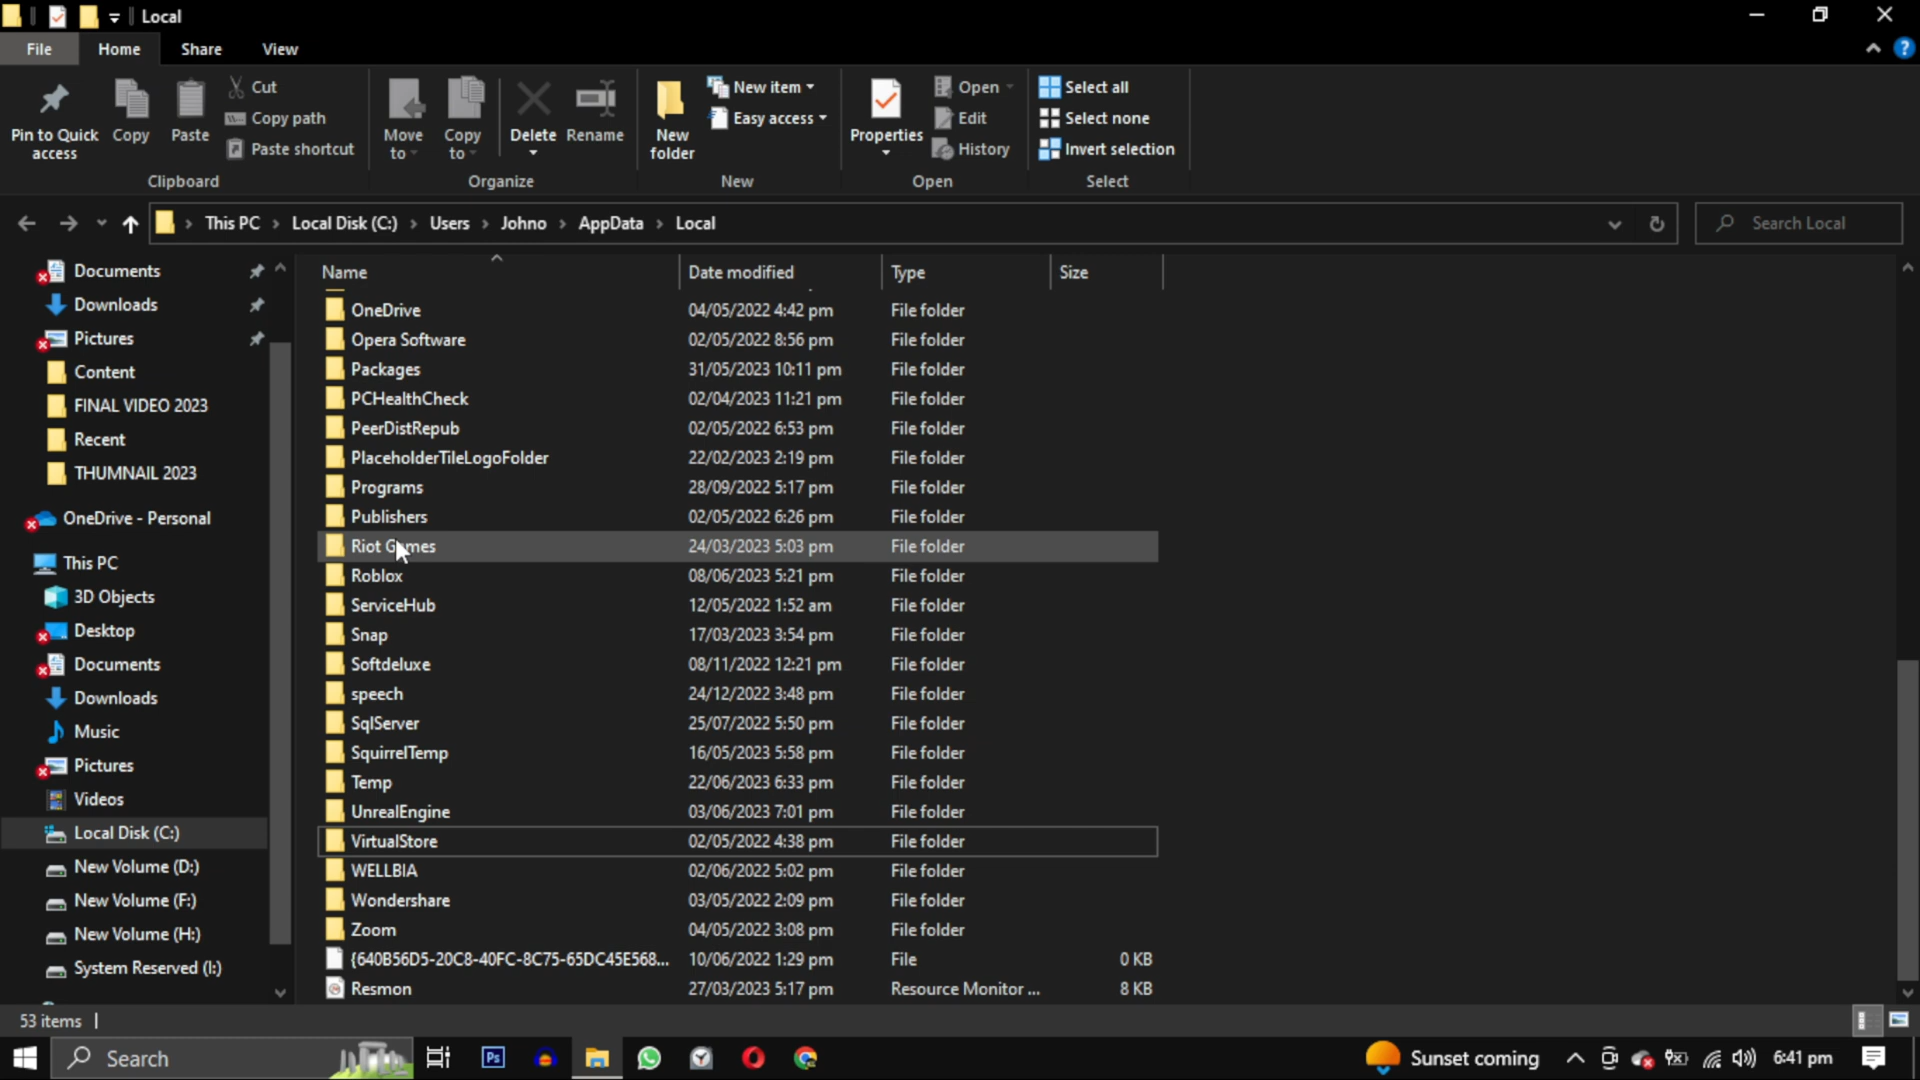 Local
File Home Share View
Pin to Quick access
Copy
Paste
Cut
Copy path
Paste shortcut
Clipboard
Move to
Copy to
Delete
Rename
Organize
New folder
New item
Easy access
New
Properties
Open
Edit
History
Open
Select all
Select none
Invert selection
Select
This PC > Local Disk (C:) > Users > Johno > AppData > Local
Search Local
Documents
Downloads
Pictures
Content
FINAL VIDEO 2023
Recent
THUMNAIL 2023
OneDrive - Personal
This PC
3D Objects
Desktop
Documents
Downloads
Music
Pictures
Videos
Local Disk (C:)
New Volume (D:)
New Volume (F:)
New Volume (H:)
System Reserved (I:)
Name Date modified Type Size
OneDrive 04/05/2022 4:42 pm File folder
Opera Software 02/05/2022 8:56 pm File folder
Packages 31/05/2023 10:11 pm File folder
PCHealthCheck 02/04/2023 11:21 pm File folder
PeerDistRepub 02/05/2022 6:53 pm File folder
PlaceholderTileLogoFolder 22/02/2023 2:19 pm File folder
Programs 28/09/2022 5:17 pm File folder
Publishers 02/05/2022 6:26 pm File folder
Riot Games 24/03/2023 5:03 pm File folder
Roblox 08/06/2023 5:21 pm File folder
ServiceHub 12/05/2022 1:52 am File folder
Snap 17/03/2023 3:54 pm File folder
Softdeluxe 08/11/2022 12:21 pm File folder
speech 24/12/2022 3:48 pm File folder
SqlServer 25/07/2022 5:50 pm File folder
SquirrelTemp 16/05/2023 5:58 pm File folder
Temp 22/06/2023 6:33 pm File folder
UnrealEngine 03/06/2023 7:01 pm File folder
VirtualStore 02/05/2022 4:38 pm File folder
WELLBIA 02/06/2022 5:02 pm File folder
Wondershare 03/05/2022 2:09 pm File folder
Zoom 04/05/2022 3:08 pm File folder
{640B56D5-20C8-40FC-8C75-65DC45E568... 10/06/2022 1:29 pm File 0 KB
Resmon 27/03/2023 5:17 pm Resource Monitor ... 8 KB
53 items
Search
Ps
Sunset coming
6:41 pm